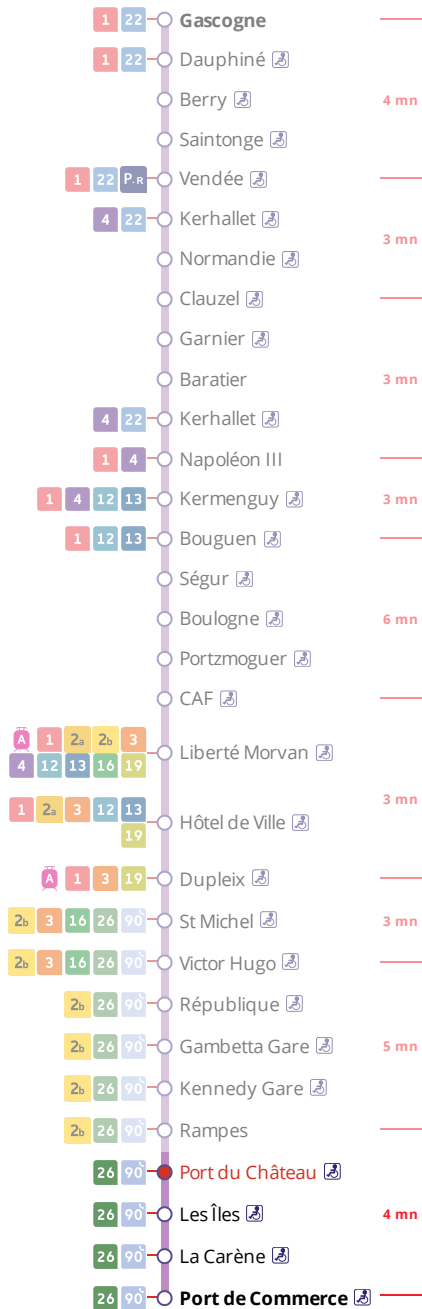 1 22 Gascogne
1 22 Dauphiné
Berry 4 mn
Saintonge
1 22 P+R Vendée
4 22 Kerhallet
Normandie 3 mn
Clauzel
Garnier
Baratier 3 mn
4 22 Kerhallet
1 4 Napoléon III
1 4 12 13 Kermenguy 3 mn
1 12 13 Bouguen
Ségur
Boulogne 6 mn
Portzmoguer
CAF
A 1 2a 2b 3
4 12 13 16 19
Liberté Morvan
3 mn
1 2a 3 12 13
19
Hôtel de Ville
A 1 3 19 Dupleix
2b 3 16 26 90 St Michel 3 mn
2b 3 16 26 90 Victor Hugo
2b 26 90 République
2b 26 90 Gambetta Gare 5 mn
2b 26 90 Kennedy Gare
2b 26 90 Rampes
26 90 Port du Château
26 90 Les Îles 4 mn
26 90 La Carène
26 90 Port de Commerce